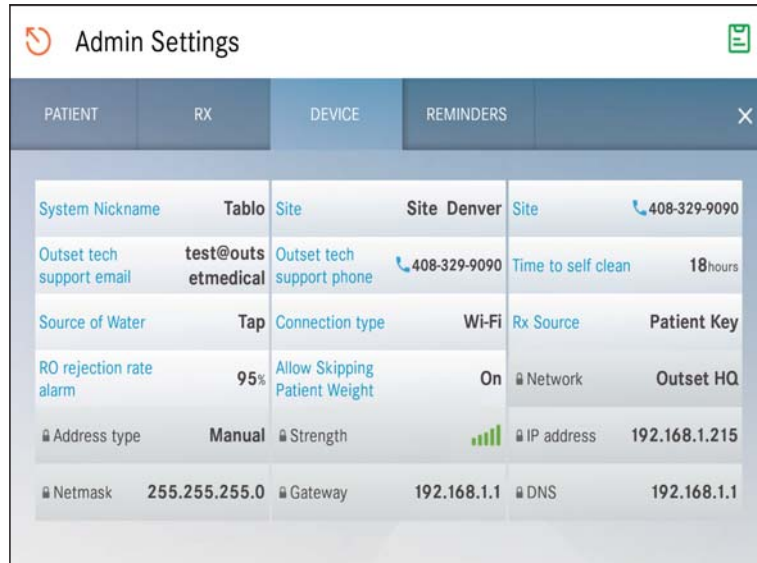 Admin Settings
PATIENT RX DEVICE REMINDERS
System Nickname Tablo Site Site Denver Site 408-329-9090
Outset tech support email test@outs etmedical Outset tech support phone 408-329-9090 Time to self clean 18hours
Source of Water Tap Connection type Wi-Fi Rx Source Patient Key
RO rejection rate alarm 95% Allow Skipping Patient Weight On Network Outset HQ
Address type Manual Strength IP address 192.168.1.215
Netmask 255.255.255.0 Gateway 192.168.1.1 DNS 192.168.1.1